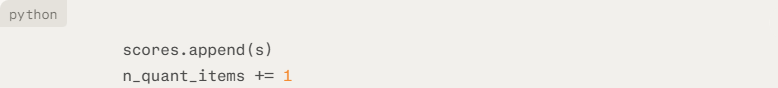 python
scores.append(s)
n_quant_items += 1